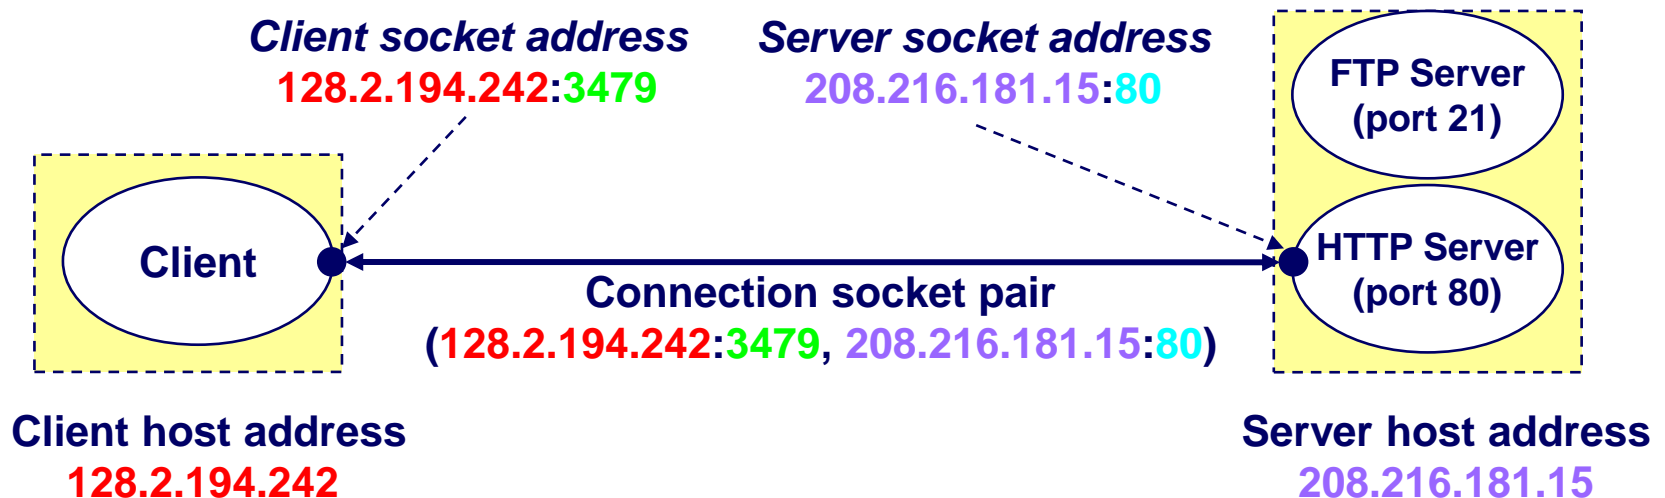 Client socket address
128.2.194.242:3479
Server socket address
208.216.181.15:80
FTP Server
(port 21)
Client
HTTP Server
(port 80)
Connection socket pair
(128.2.194.242:3479, 208.216.181.15:80)
Client host address
128.2.194.242
Server host address
208.216.181.15